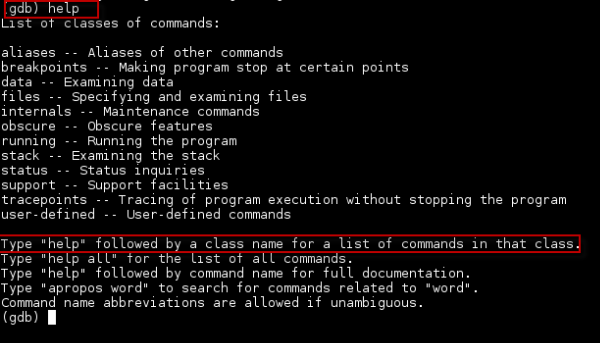 (gdb) help
List of classes of commands:
aliases -- Aliases of other commands
breakpoints -- Making program stop at certain points
data -- Examining data
files -- Specifying and examining files
internals -- Maintenance commands
obscure -- Obscure features
running -- Running the program
stack -- Examining the stack
status -- Status inquiries
support -- Support facilities
tracepoints -- Tracing of program execution without stopping the program
user-defined -- User-defined commands
Type "help" followed by a class name for a list of commands in that class.
Type "help all" for the list of all commands.
Type "help" followed by command name for full documentation.
Type "apropos word" to search for commands related to "word".
Command name abbreviations are allowed if unambiguous.
(gdb)